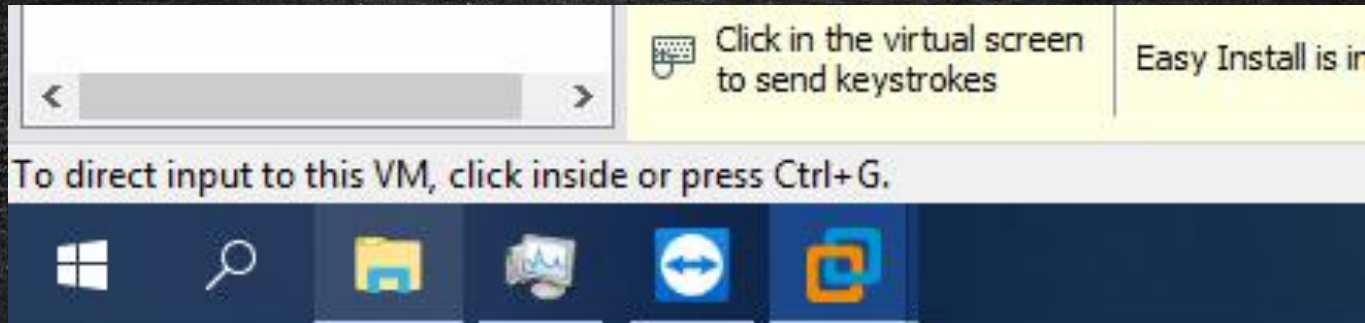 Click in the virtual screen
to send keystrokes
Easy Install is
To direct input to this VM, click inside or press Ctrl+G.